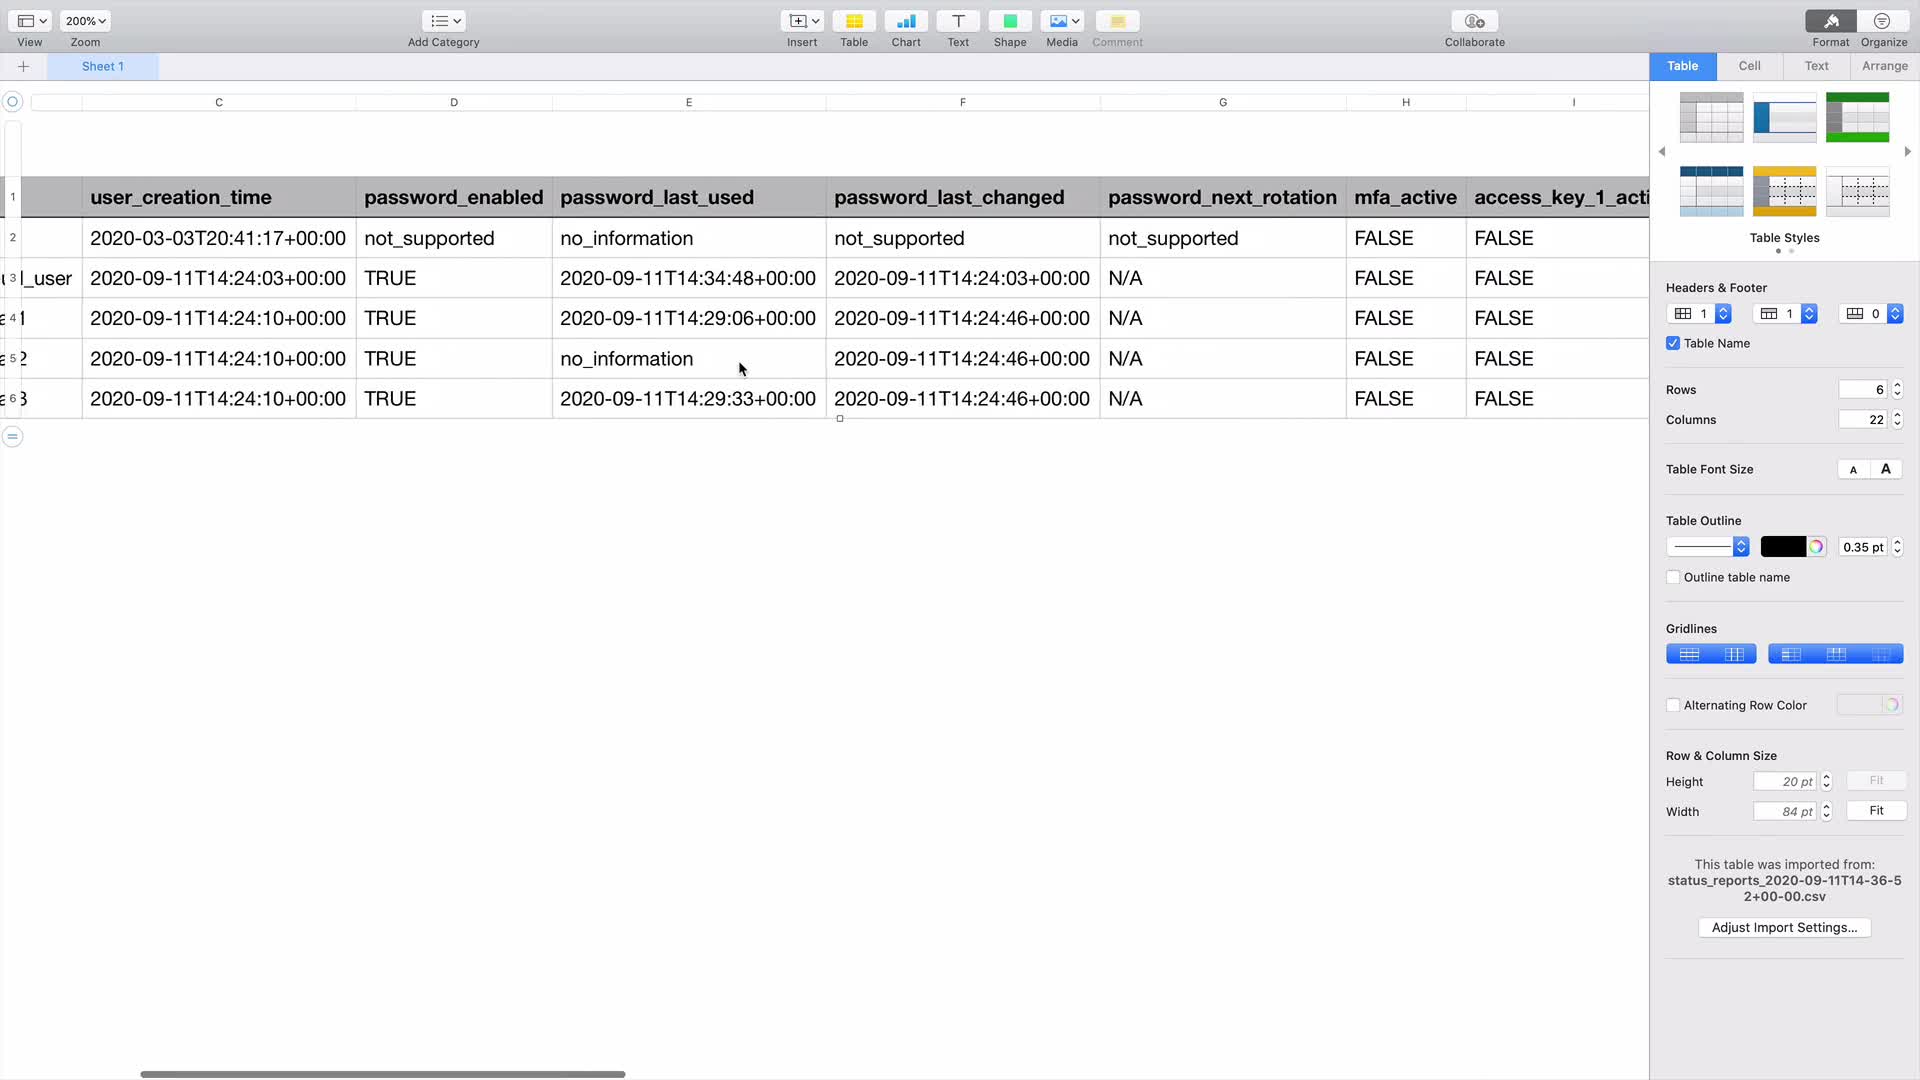 View
200%
Zoom
Add Category
Insert
Table
Chart
Text
Shape
Media
Comment
Collaborate
Format
Organize
Sheet 1
Table
Cell
Text
Arrange
C D E F G H I
1 user_creation_time password_enabled password_last_used password_last_changed password_next_rotation mfa_active access_key_1_acti
2 2020-03-03T20:41:17+00:00 not_supported no_information not_supported not_supported FALSE FALSE
3 l_user 2020-09-11T14:24:03+00:00 TRUE 2020-09-11T14:34:48+00:00 2020-09-11T14:24:03+00:00 N/A FALSE FALSE
4 1 2020-09-11T14:24:10+00:00 TRUE 2020-09-11T14:29:06+00:00 2020-09-11T14:24:46+00:00 N/A FALSE FALSE
5 2 2020-09-11T14:24:10+00:00 TRUE no_information 2020-09-11T14:24:46+00:00 N/A FALSE FALSE
6 3 2020-09-11T14:24:10+00:00 TRUE 2020-09-11T14:29:33+00:00 2020-09-11T14:24:46+00:00 N/A FALSE FALSE
Table Styles
Headers & Footer
1 1 0
Table Name
Rows 6
Columns 22
Table Font Size A A
Table Outline
0.35 pt
Outline table name
Gridlines
Alternating Row Color
Row & Column Size
Height 20 pt Fit
Width 84 pt Fit
This table was imported from:
status_reports_2020-09-11T14-36-5
2+00-00.csv
Adjust Import Settings...